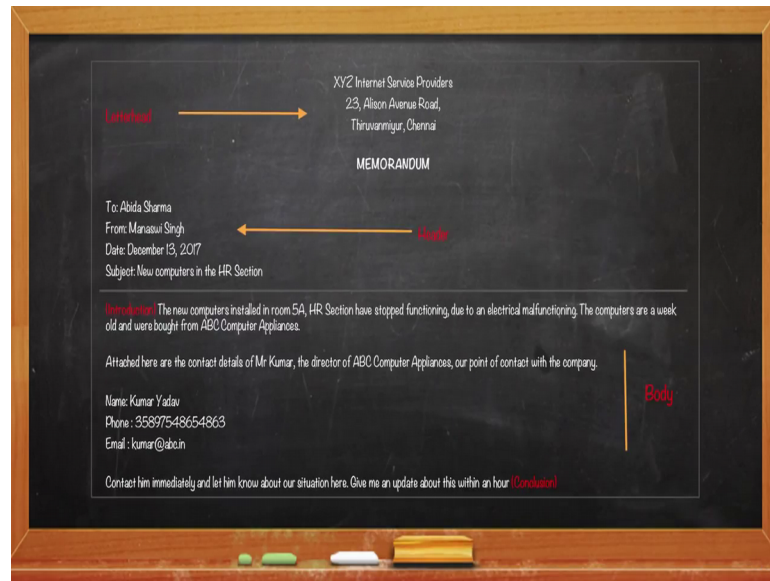 XYZ Internet Service Providers
23, Alison Avenue Road,
Letterhead
Thiruvanmiyur, Chennai
MEMORANDUM
To: Abida Sharma
From: Manaswi Singh
Header
Date: December 13, 2017
Subject: New computers in the HR Section
(Introduction) The new computers installed in room 5A, HR Section have stopped functioning, due to an electrical malfunctioning. The computers are a week
old and were bought from ABC Computer Appliances.
Attached here are the contact details of Mr Kumar, the director of ABC Computer Appliances, our point of contact with the company.
Body
Name: Kumar Yadav
Phone : 35897548654863
Email : kumar@abc.in
Contact him immediately and let him know about our situation here. Give me an update about this within an hour (Conclusion)